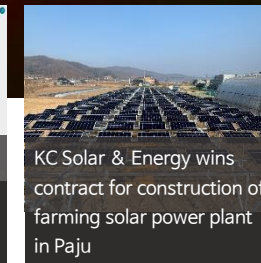 KC Solar & Energy wins
contract for construction of
farming solar power plant
in Paju